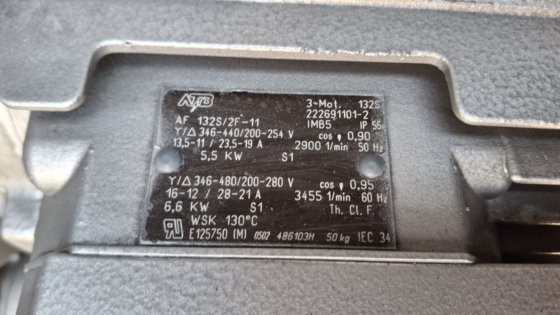 ATB 3~Mot. 132S
222691101-2
AF 132S/2F-11 IMB5 IP 55
Y/Δ 346-440/200-254 V cos φ 0,90
13,5-11 / 23,5-19 A 2900 1/min 50 Hz
5,5 KW S1
Y/Δ 346-480/200-280 V cos φ 0,95
16-12 / 28-21 A 3455 1/min 60 Hz
6,6 KW S1 Th. Cl. F
WSK 130°C
E125750 (M) 0502 486103H 50 kg IEC 34